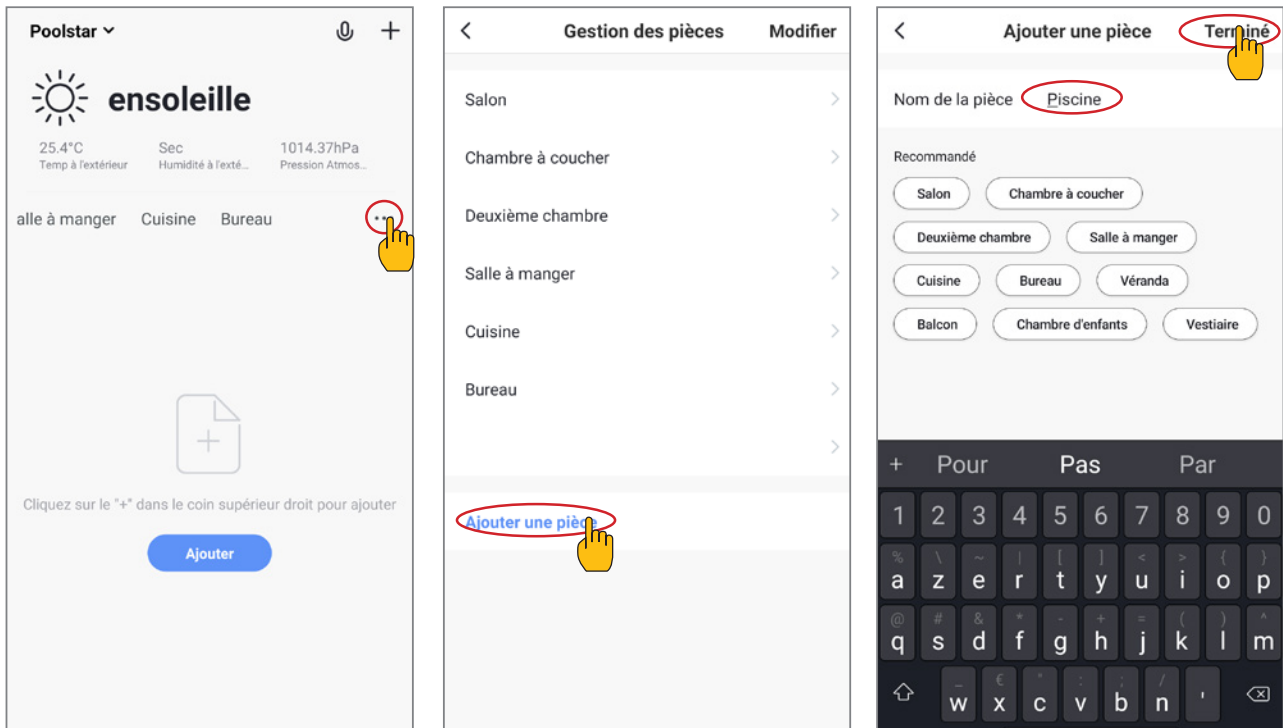 Poolstar
+
ensoleille
25.4°C Sec 1014.37hPa
Temp à l'extérieur Humidité à l'exté... Pression Atmos...
alle à manger Cuisine Bureau
Cliquez sur le "+" dans le coin supérieur droit pour ajouter
Ajouter
Gestion des pièces Modifier
Salon
Chambre à coucher
Deuxième chambre
Salle à manger
Cuisine
Bureau
Ajouter une pièce
Ajouter une pièce Terminé
Nom de la pièce Piscine
Recommandé
Salon Chambre à coucher
Deuxième chambre Salle à manger
Cuisine Bureau Véranda
Balcon Chambre d'enfants Vestiaire
+ Pour Pas Par
1 2 3 4 5 6 7 8 9 0
% \ ~ | [ ] < > { }
a z e r t y u i o p
@ # & * - + = ( ) ^
q s d f g h j k l m
_ € " : ; /
w x c v b n '